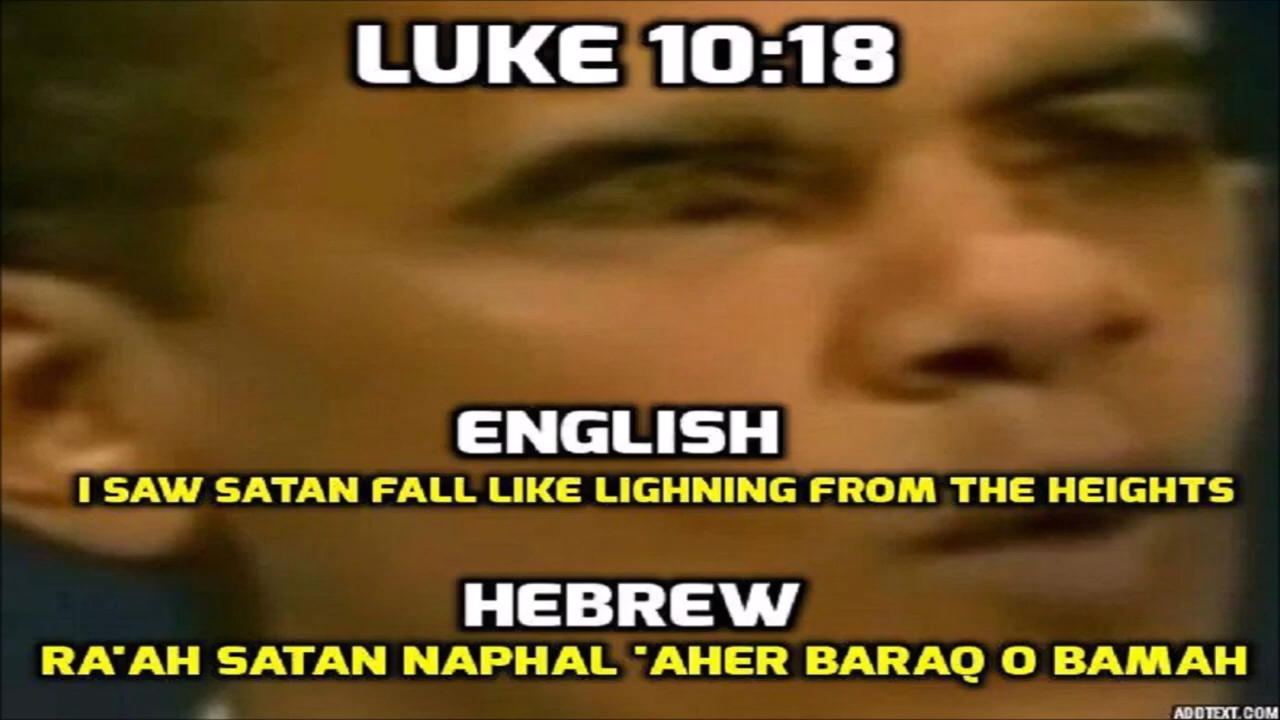 LUKE 10:18
ENGLISH
I SAW SATAN FALL LIKE LIGHNING FROM THE HEIGHTS
HEBREW
RA'AH SATAN NAPHAL 'AHER BARAQ O BAMAH
ADDTEXT.COM